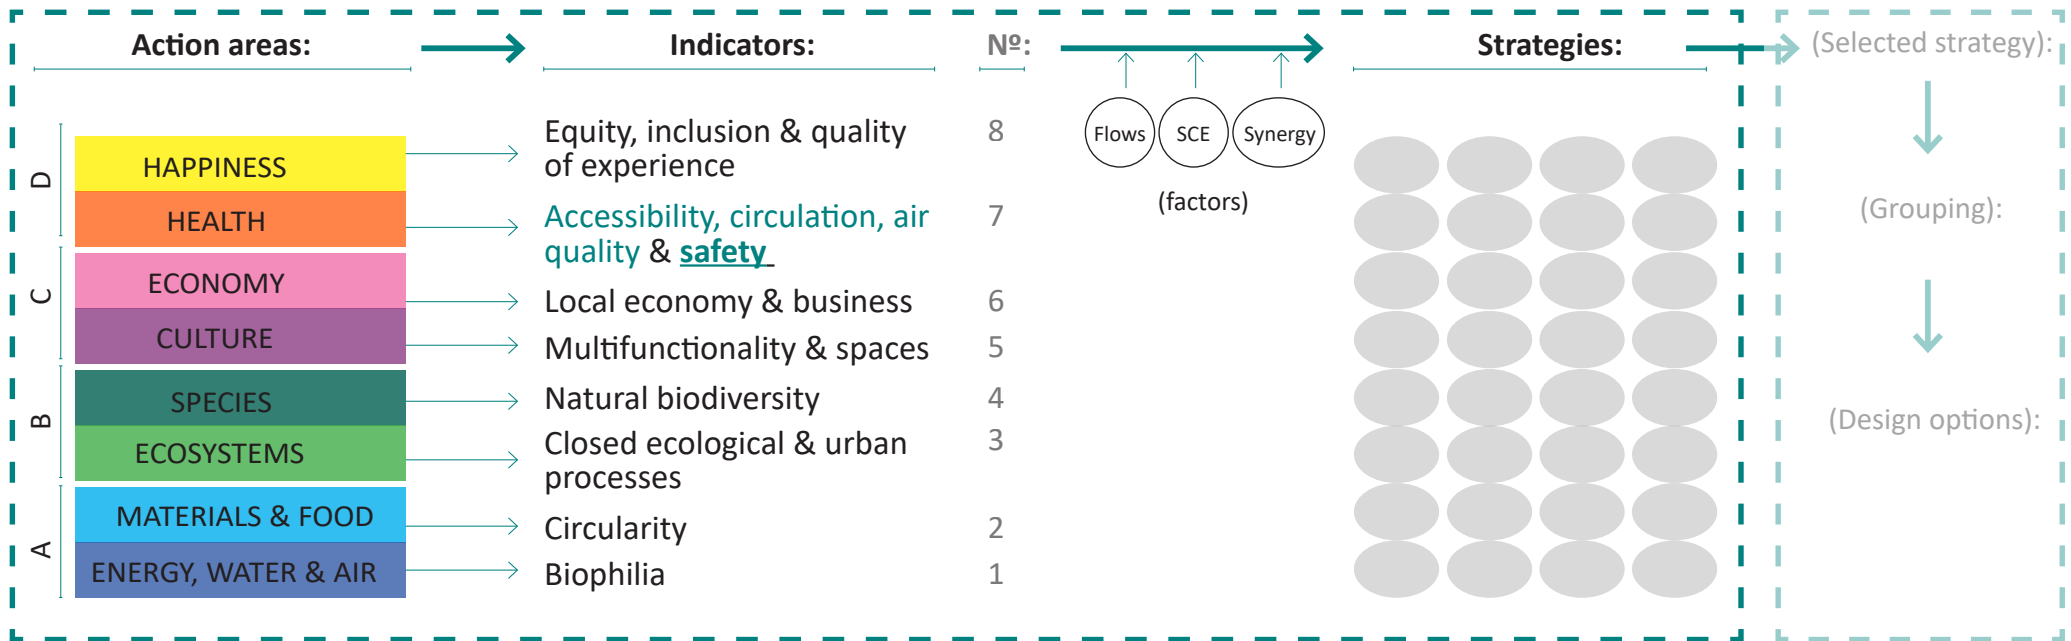 Action areas:
Indicators:
Nº:
Strategies:
(Selected strategy):
D
HAPPINESS
Equity, inclusion & quality
of experience
8
Flows
SCE
Synergy
(factors)
(Grouping):
HEALTH
Accessibility, circulation, air
quality & safety
7
C
ECONOMY
Local economy & business
6
CULTURE
Multifunctionality & spaces
5
B
SPECIES
Natural biodiversity
4
(Design options):
ECOSYSTEMS
Closed ecological & urban
processes
3
A
MATERIALS & FOOD
Circularity
2
ENERGY, WATER & AIR
Biophilia
1